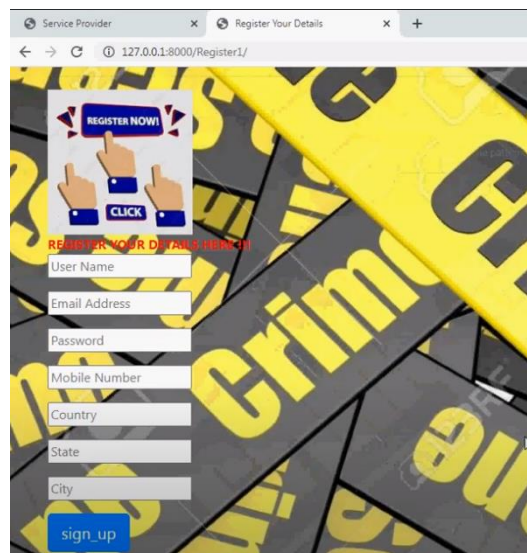 Service Provider
Register Your Details
127.0.0.1:8000/Register1/
REGISTER NOW!
CLICK
REGISTER YOUR DETAILS HERE !!!
User Name
Email Address
Password
Mobile Number
Country
State
City
sign_up
Crime